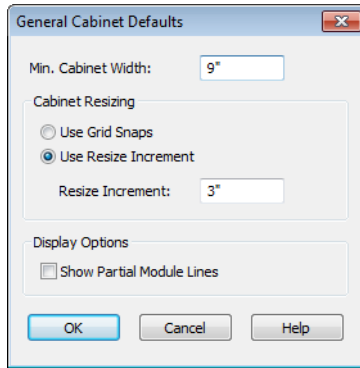 General Cabinet Defaults
Min. Cabinet Width: 9"
Cabinet Resizing
Use Grid Snaps
Use Resize Increment
Resize Increment: 3"
Display Options
Show Partial Module Lines
OK Cancel Help